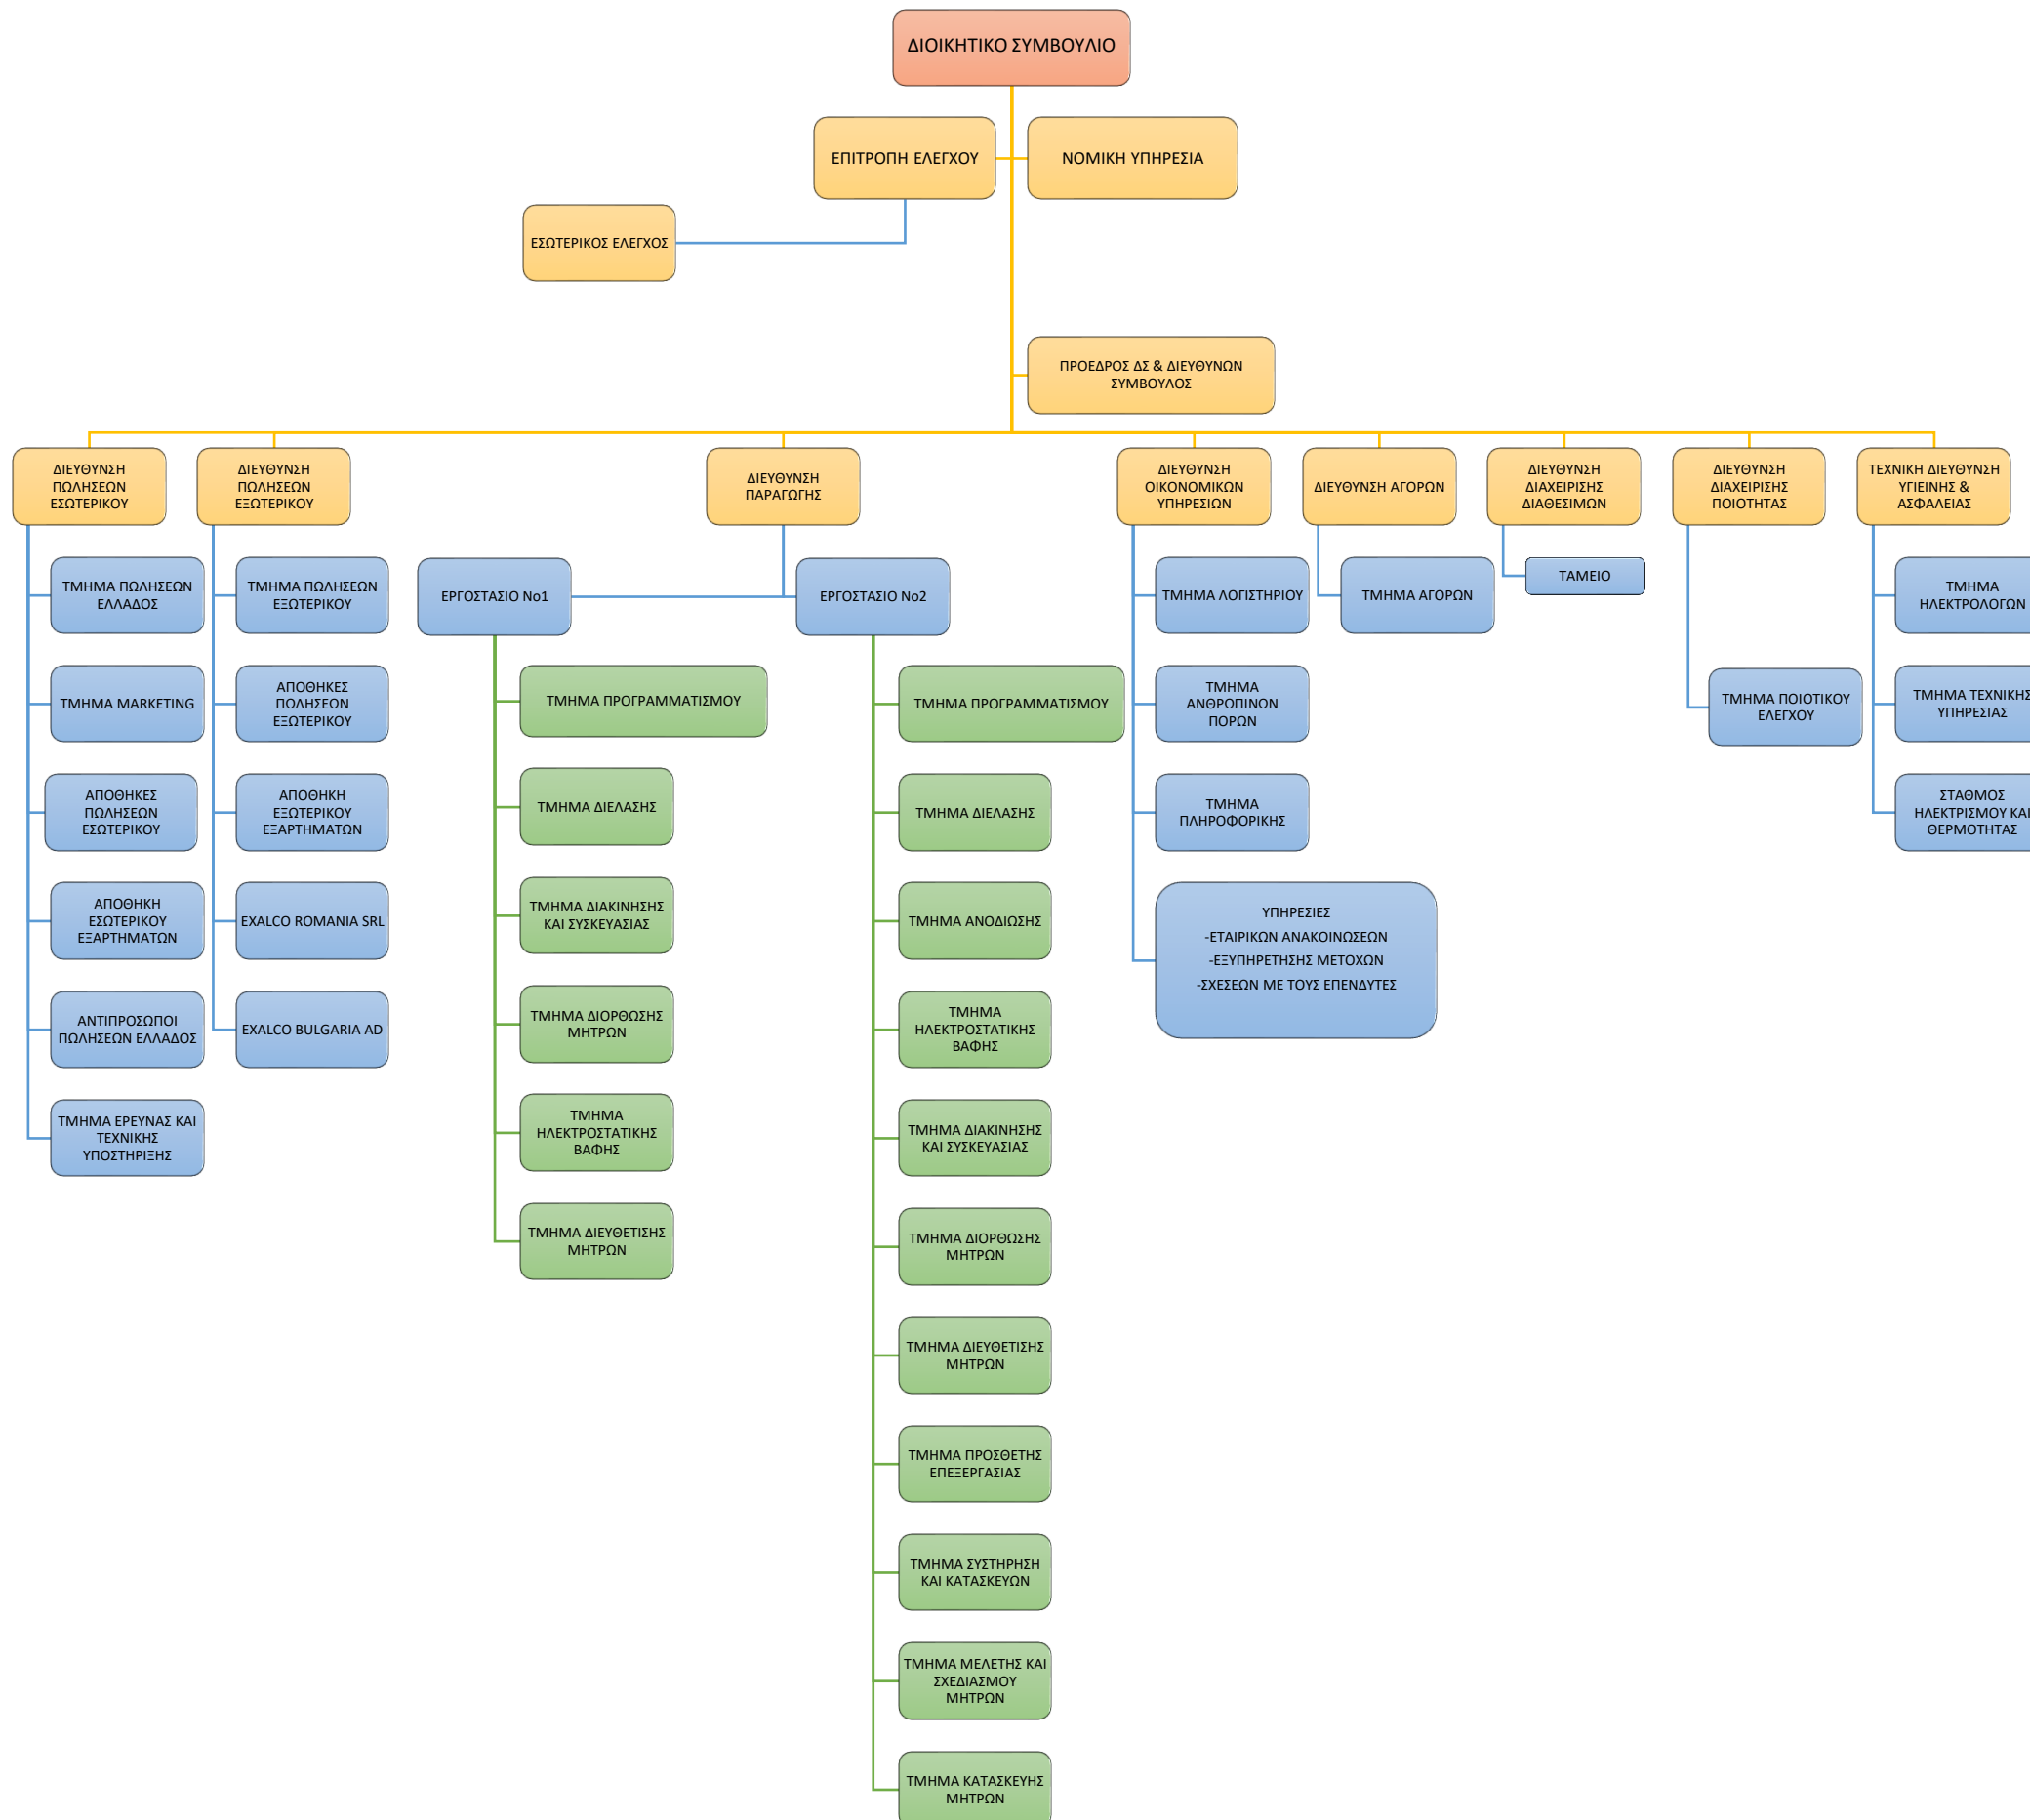 ΔΙΟΙΚΗΤΙΚΟ ΣΥΜΒΟΥΛΙΟ
ΕΠΙΤΡΟΠΗ ΕΛΕΓΧΟΥ
ΝΟΜΙΚΗ ΥΠΗΡΕΣΙΑ
ΕΣΩΤΕΡΙΚΟΣ ΕΛΕΓΧΟΣ
ΠΡΟΕΔΡΟΣ ΔΣ & ΔΙΕΥΘΥΝΩΝ
ΣΥΜΒΟΥΛΟΣ
ΔΙΕΥΘΥΝΣΗ
ΠΩΛΗΣΕΩΝ
ΕΣΩΤΕΡΙΚΟΥ
ΤΜΗΜΑ ΠΩΛΗΣΕΩΝ
ΕΛΛΑΔΟΣ
ΤΜΗΜΑ MARKETING
ΑΠΟΘΗΚΕΣ
ΠΩΛΗΣΕΩΝ
ΕΣΩΤΕΡΙΚΟΥ
ΑΠΟΘΗΚΗ
ΕΣΩΤΕΡΙΚΟΥ
ΕΞΑΡΤΗΜΑΤΩΝ
ΑΝΤΙΠΡΟΣΩΠΟΙ
ΠΩΛΗΣΕΩΝ ΕΛΛΑΔΟΣ
ΤΜΗΜΑ ΕΡΕΥΝΑΣ ΚΑΙ
ΤΕΧΝΙΚΗΣ
ΥΠΟΣΤΗΡΙΞΗΣ
ΔΙΕΥΘΥΝΣΗ
ΠΩΛΗΣΕΩΝ
ΕΞΩΤΕΡΙΚΟΥ
ΤΜΗΜΑ ΠΩΛΗΣΕΩΝ
ΕΞΩΤΕΡΙΚΟΥ
ΑΠΟΘΗΚΕΣ
ΠΩΛΗΣΕΩΝ
ΕΞΩΤΕΡΙΚΟΥ
ΑΠΟΘΗΚΗ
ΕΞΩΤΕΡΙΚΟΥ
ΕΞΑΡΤΗΜΑΤΩΝ
EXALCO ROMANIA SRL
EXALCO BULGARIA AD
ΔΙΕΥΘΥΝΣΗ
ΠΑΡΑΓΩΓΗΣ
ΕΡΓΟΣΤΑΣΙΟ Νο1
ΤΜΗΜΑ ΠΡΟΓΡΑΜΜΑΤΙΣΜΟΥ
ΤΜΗΜΑ ΔΙΕΛΑΣΗΣ
ΤΜΗΜΑ ΔΙΑΚΙΝΗΣΗΣ
ΚΑΙ ΣΥΣΚΕΥΑΣΙΑΣ
ΤΜΗΜΑ ΔΙΟΡΘΩΣΗΣ
ΜΗΤΡΩΝ
ΤΜΗΜΑ
ΗΛΕΚΤΡΟΣΤΑΤΙΚΗΣ
ΒΑΦΗΣ
ΤΜΗΜΑ ΔΙΕΥΘΕΤΙΣΗΣ
ΜΗΤΡΩΝ
ΕΡΓΟΣΤΑΣΙΟ Νο2
ΤΜΗΜΑ ΠΡΟΓΡΑΜΜΑΤΙΣΜΟΥ
ΤΜΗΜΑ ΔΙΕΛΑΣΗΣ
ΤΜΗΜΑ ΑΝΟΔΙΩΣΗΣ
ΤΜΗΜΑ
ΗΛΕΚΤΡΟΣΤΑΤΙΚΗΣ
ΒΑΦΗΣ
ΤΜΗΜΑ ΔΙΑΚΙΝΗΣΗΣ
ΚΑΙ ΣΥΣΚΕΥΑΣΙΑΣ
ΤΜΗΜΑ ΔΙΟΡΘΩΣΗΣ
ΜΗΤΡΩΝ
ΤΜΗΜΑ ΔΙΕΥΘΕΤΙΣΗΣ
ΜΗΤΡΩΝ
ΤΜΗΜΑ ΠΡΟΣΘΕΤΗΣ
ΕΠΕΞΕΡΓΑΣΙΑΣ
ΤΜΗΜΑ ΣΥΣΤΗΡΗΣΗ
ΚΑΙ ΚΑΤΑΣΚΕΥΩΝ
ΤΜΗΜΑ ΜΕΛΕΤΗΣ ΚΑΙ
ΣΧΕΔΙΑΣΜΟΥ
ΜΗΤΡΩΝ
ΤΜΗΜΑ ΚΑΤΑΣΚΕΥΗΣ
ΜΗΤΡΩΝ
ΔΙΕΥΘΥΝΣΗ
ΟΙΚΟΝΟΜΙΚΩΝ
ΥΠΗΡΕΣΙΩΝ
ΤΜΗΜΑ ΛΟΓΙΣΤΗΡΙΟΥ
ΤΜΗΜΑ
ΑΝΘΡΩΠΙΝΩΝ
ΠΟΡΩΝ
ΤΜΗΜΑ
ΠΛΗΡΟΦΟΡΙΚΗΣ
ΥΠΗΡΕΣΙΕΣ
-ΕΤΑΙΡΙΚΩΝ ΑΝΑΚΟΙΝΩΣΕΩΝ
-ΕΞΥΠΗΡΕΤΗΣΗΣ ΜΕΤΟΧΩΝ
-ΣΧΕΣΕΩΝ ΜΕ ΤΟΥΣ ΕΠΕΝΔΥΤΕΣ
ΔΙΕΥΘΥΝΣΗ ΑΓΟΡΩΝ
ΤΜΗΜΑ ΑΓΟΡΩΝ
ΔΙΕΥΘΥΝΣΗ
ΔΙΑΧΕΙΡΙΣΗΣ
ΔΙΑΘΕΣΙΜΩΝ
ΤΑΜΕΙΟ
ΔΙΕΥΘΥΝΣΗ
ΔΙΑΧΕΙΡΙΣΗΣ
ΠΟΙΟΤΗΤΑΣ
ΤΜΗΜΑ ΠΟΙΟΤΙΚΟΥ
ΕΛΕΓΧΟΥ
ΤΕΧΝΙΚΗ ΔΙΕΥΘΥΝΣΗ
ΥΓΙΕΙΝΗΣ &
ΑΣΦΑΛΕΙΑΣ
ΤΜΗΜΑ
ΗΛΕΚΤΡΟΛΟΓΩΝ
ΤΜΗΜΑ ΤΕΧΝΙΚΗΣ
ΥΠΗΡΕΣΙΑΣ
ΣΤΑΘΜΟΣ
ΗΛΕΚΤΡΙΣΜΟΥ ΚΑΙ
ΘΕΡΜΟΤΗΤΑΣ